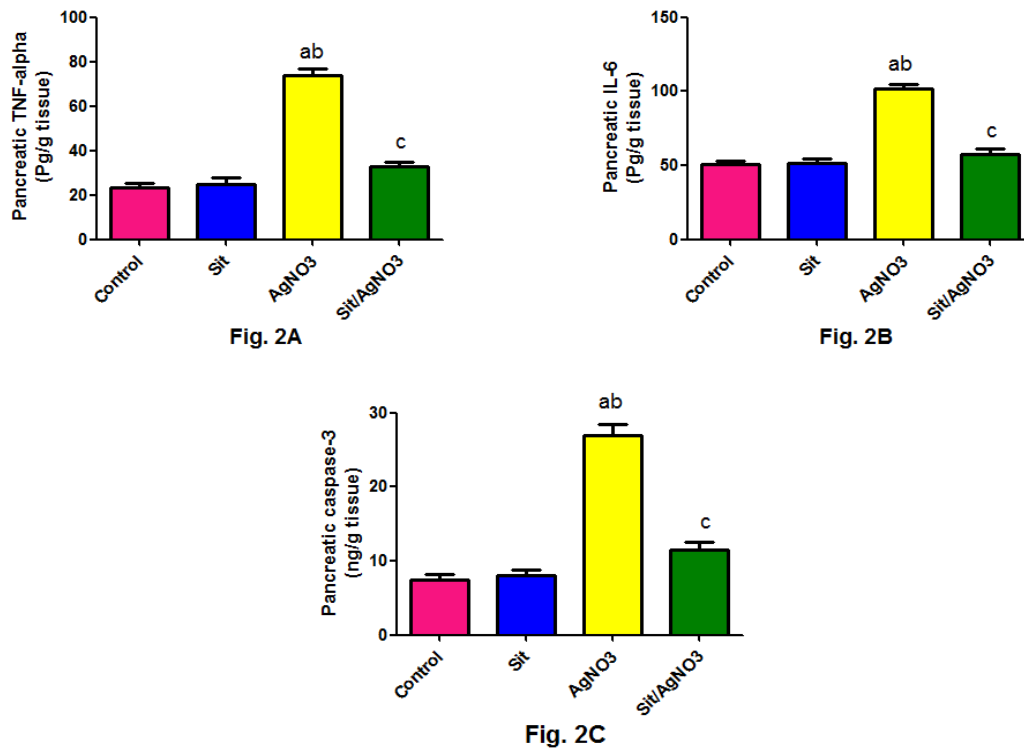 Pancreatic TNF-alpha
(Pg/g tissue)
100
80
60
40
20
0
ab
c
Control
Sit
AgNO3
Sit/AgNO3
Fig. 2A
Pancreatic IL-6
(Pg/g tissue)
150
100
50
0
ab
c
Control
Sit
AgNO3
Sit/AgNO3
Fig. 2B
Pancreatic caspase-3
(ng/g tissue)
30
20
10
0
ab
c
Control
Sit
AgNO3
Sit/AgNO3
Fig. 2C